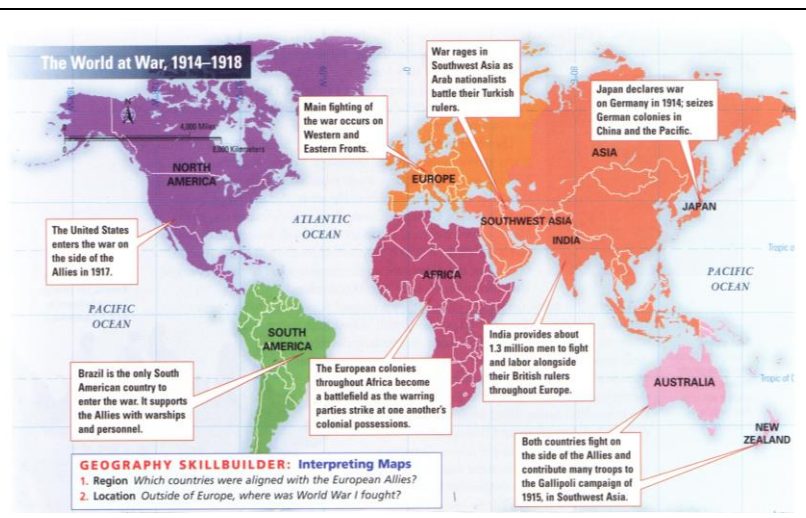 The World at War, 1914–1918
War rages in
Southwest Asia as
Arab nationalists
battle their Turkish
rulers.
Japan declares war
on Germany in 1914; seizes
German colonies in
China and the Pacific.
Main fighting of
the war occurs on
Western and
Eastern Fronts.
N
0
4,000 Miles
0
6,000 Kilometers
0°
NORTH
AMERICA
EUROPE
ASIA
JAPAN
SOUTHWEST ASIA
INDIA
ATLANTIC
OCEAN
AFRICA
PACIFIC
OCEAN
The United States
enters the war on
the side of the
Allies in 1917.
PACIFIC
OCEAN
SOUTH
AMERICA
Brazil is the only South
American country to
enter the war. It supports
the Allies with warships
and personnel.
The European colonies
throughout Africa become
a battlefield as the warring
parties strike at one another's
colonial possessions.
India provides about
1.3 million men to fight
and labor alongside
their British rulers
throughout Europe.
AUSTRALIA
Tropic of C
NEW
ZEALAND
Both countries fight on
the side of the Allies and
contribute many troops to
the Gallipoli campaign of
1915, in Southwest Asia.
GEOGRAPHY SKILLBUILDER: Interpreting Maps
1. Region Which countries were aligned with the European Allies?
2. Location Outside of Europe, where was World War I fought?